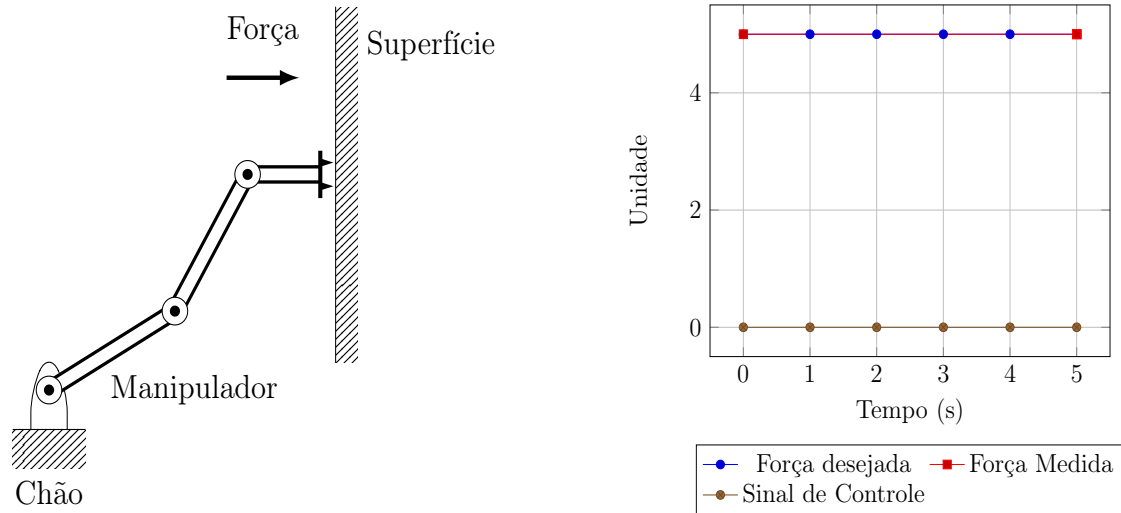 Força
Superfície
Manipulador
Chão
Unidade
4
2
0
0 1 2 3 4 5
Tempo (s)
Força desejada Força Medida
Sinal de Controle